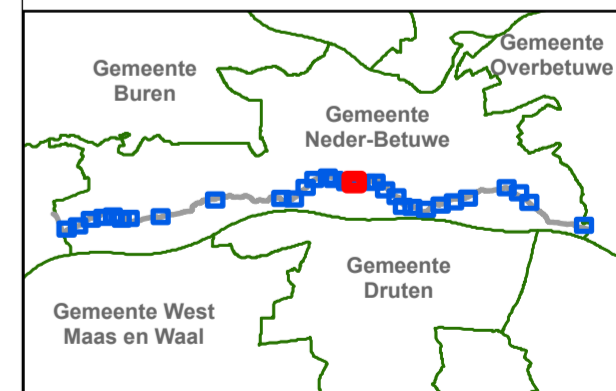 Gemeente
Overbetuwe
Gemeente
Buren
Gemeente
Neder-Betuwe
Gemeente
Druten
Gemeente West
Maas en Waal